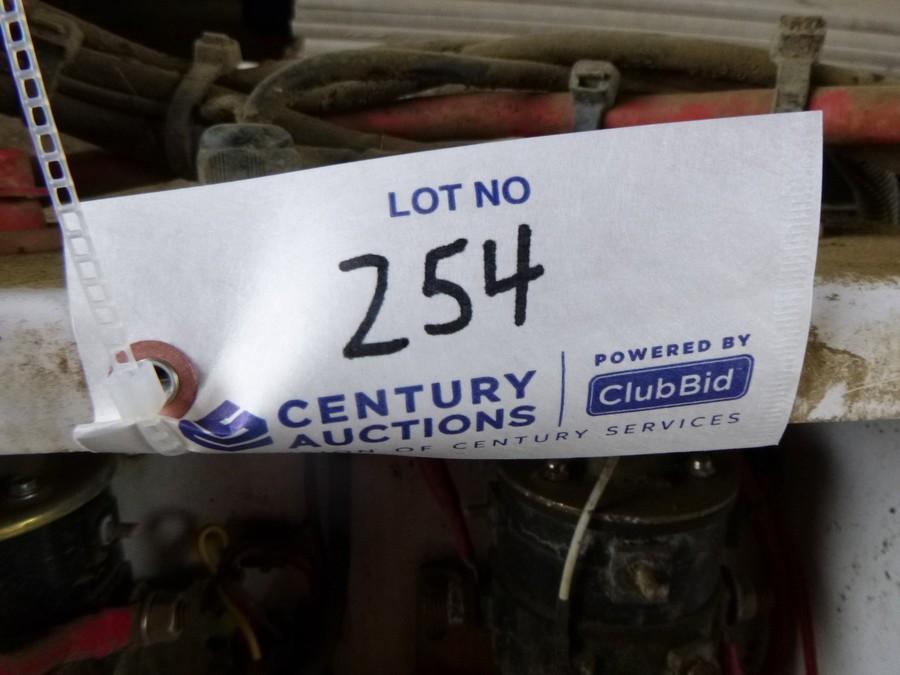 LOT NO
254
CENTURY
AUCTIONS
OF CENTURY SERVICES
POWERED BY
ClubBid